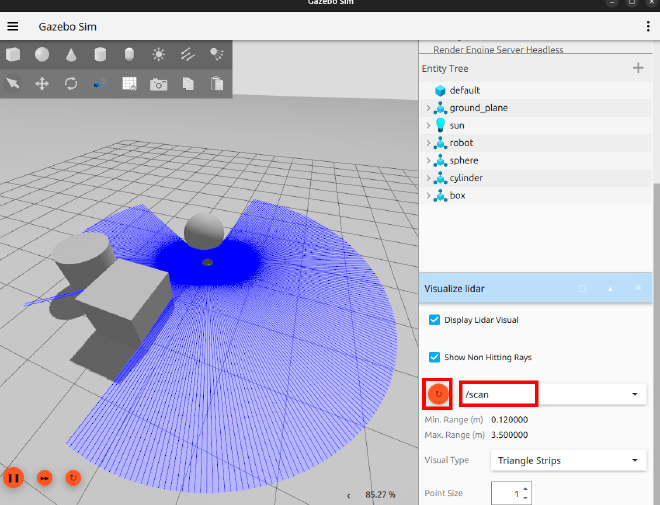 Gazebo Sim
Gazebo Sim
Render Engine Server Headless
Entity Tree
default
ground_plane
sun
robot
sphere
cylinder
box
Visualize lidar
Display Lidar Visual
Show Non Hitting Rays
/scan
Min. Range (m) 0.120000
Max. Range (m) 3.500000
Visual Type Triangle Strips
Point Size 1
85.27 %